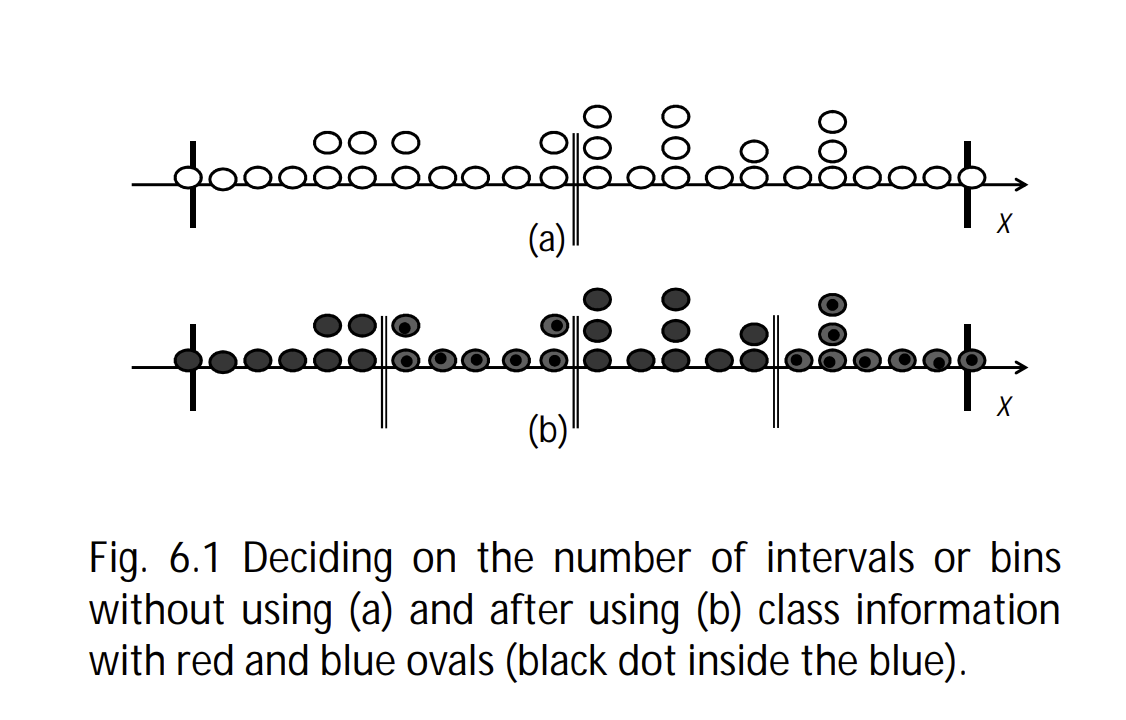 (a)
x
(b)
x
Fig. 6.1 Deciding on the number of intervals or bins
without using (a) and after using (b) class information
with red and blue ovals (black dot inside the blue).